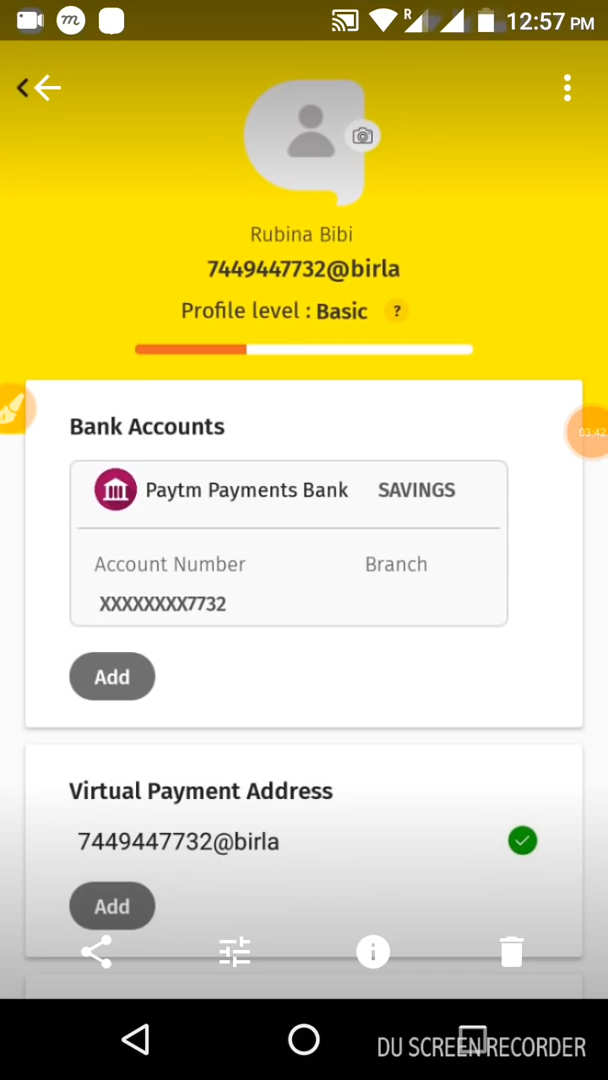 m R 12:57 PM
Rubina Bibi
7449447732@birla
Profile level : Basic ?
Bank Accounts
Paytm Payments Bank SAVINGS
Account Number Branch
XXXXXXXX7732
Add
03:42
Virtual Payment Address
7449447732@birla
Add
DU SCREEN RECORDER